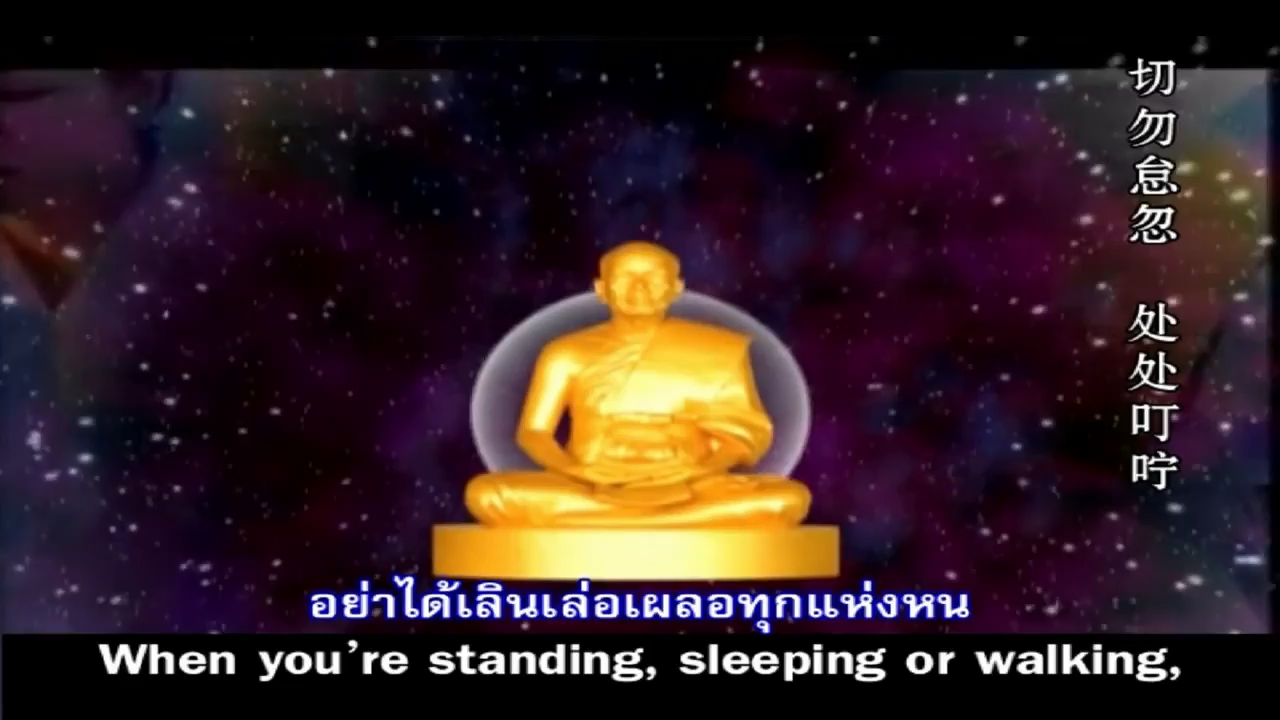 切勿怠忽 处处叮咛
อย่าได้เลินเล่อเผลอทุกแห่งหน
When you're standing, sleeping or walking,